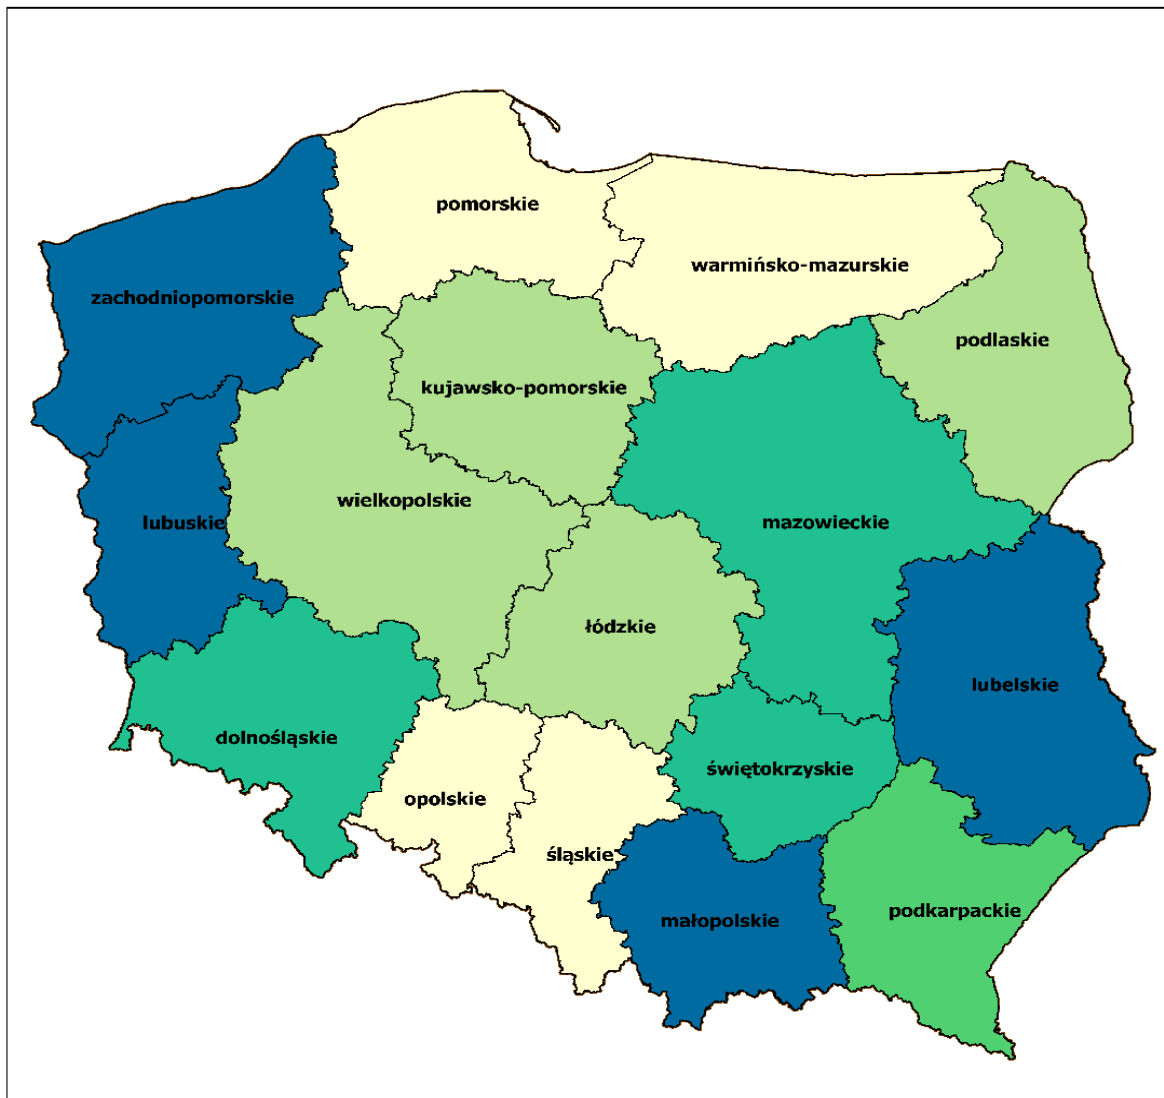 pomorskie
warmińsko-mazurskie
zachodniopomorskie
podlaskie
kujawsko-pomorskie
wielkopolskie
lubuskie
mazowieckie
łódzkie
lubelskie
dolnośląskie
świętokrzyskie
opolskie
śląskie
podkarpackie
małopolskie